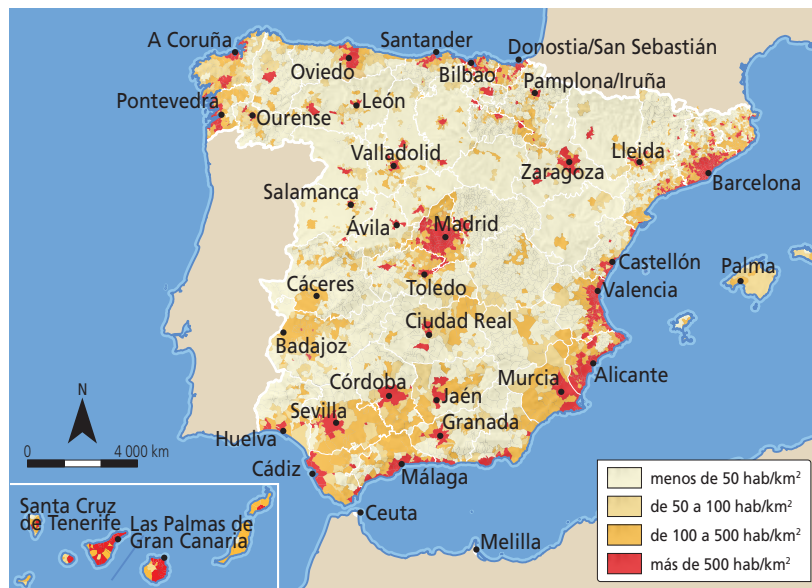 A Coruña
Santander
Donostia/San Sebastián
Oviedo
Bilbao
Pamplona/Iruña
Pontevedra
Ourense
León
Valladolid
Zaragoza
Lleida
Barcelona
Salamanca
Ávila
Madrid
Castellón
Palma
Cáceres
Toledo
Valencia
Ciudad Real
Badajoz
Córdoba
Jaén
Murcia
Alicante
Sevilla
Granada
Huelva
Cádiz
Málaga
Ceuta
Melilla
N
0 4 000 km
Santa Cruz
de Tenerife
Las Palmas de
Gran Canaria
menos de 50 hab/km²
de 50 a 100 hab/km²
de 100 a 500 hab/km²
más de 500 hab/km²